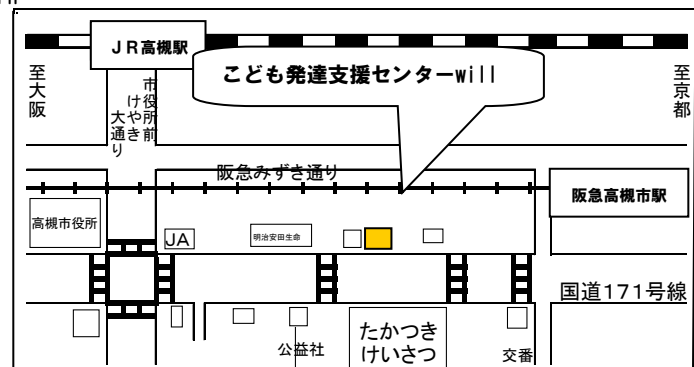 JR高槻駅
こども発達支援センターwill
至大阪
至京都
市役所前
けやき
大通り
阪急みずき通り
阪急高槻市駅
高槻市役所
JA
明治安田生命
国道171号線
公益社
たかつき
けいさつ
交番